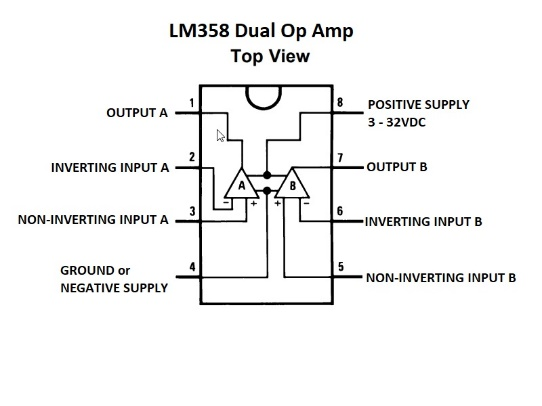 LM358 Dual Op Amp
Top View
1
OUTPUT A
8
POSITIVE SUPPLY
3 - 32VDC
2
INVERTING INPUT A
7
OUTPUT B
A
B
- + + -
3
NON-INVERTING INPUT A
6
INVERTING INPUT B
4
GROUND or
NEGATIVE SUPPLY
5
NON-INVERTING INPUT B